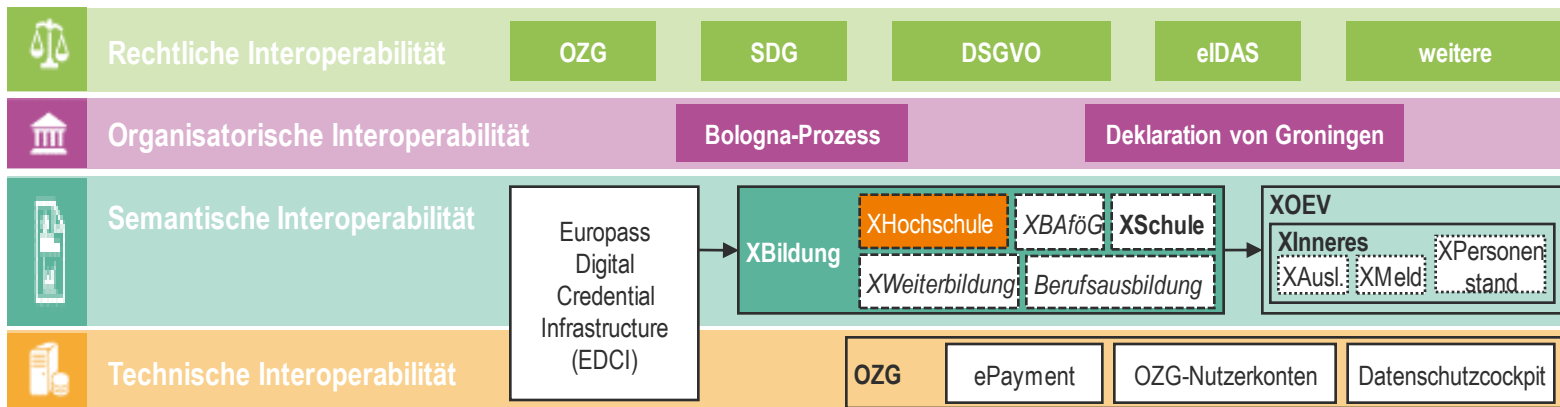 Rechtliche Interoperabilität
OZG
SDG
DSGVO
eIDAS
weitere
Organisatorische Interoperabilität
Bologna-Prozess
Deklaration von Groningen
Semantische Interoperabilität
Europass
Digital
Credential
Infrastructure
(EDCI)
XBildung
XHochschule
XBAföG
XSchule
XWeiterbildung
Berufsausbildung
XOEV
XInneres
XAusl.
XMeld
XPersonen
stand
Technische Interoperabilität
OZG
ePayment
OZG-Nutzerkonten
Datenschutzcockpit